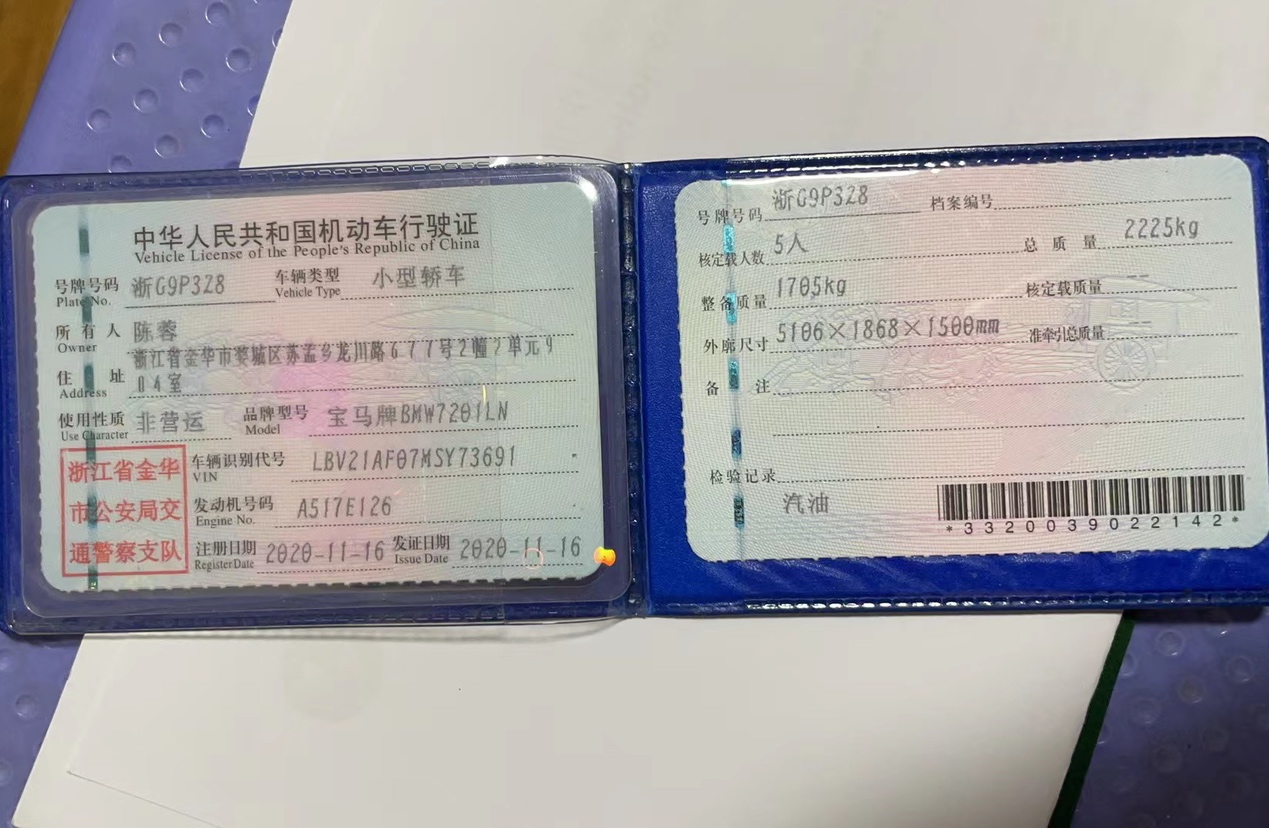 中华人民共和国机动车行驶证
Vehicle License of the People's Republic of China
号牌号码 浙G9P3Z8 车辆类型 小型轿车
Plate No. Vehicle Type
所有人 陈蓉
Owner
浙江省金华市婺城区苏孟乡龙川路677号2幢2单元9
住址 04室
Address
使用性质 非营运 品牌型号 宝马牌BMW7201LN
Use Character Model
浙江省金华
市公安局交
通警察支队
车辆识别代号 LBV21AF07MSY73691
VIN
发动机号码 A517E126
Engine No.
注册日期 2020-11-16 发证日期 2020-11-16
Register Date Issue Date
号牌号码 浙G9P3Z8 档案编号
核定载人数 5人 总质量 2225kg
整备质量 1705kg 核定载质量 --
外廓尺寸 5106×1868×1500mm 准牵引总质量 --
备注
检验记录
汽油
*3320039022142*